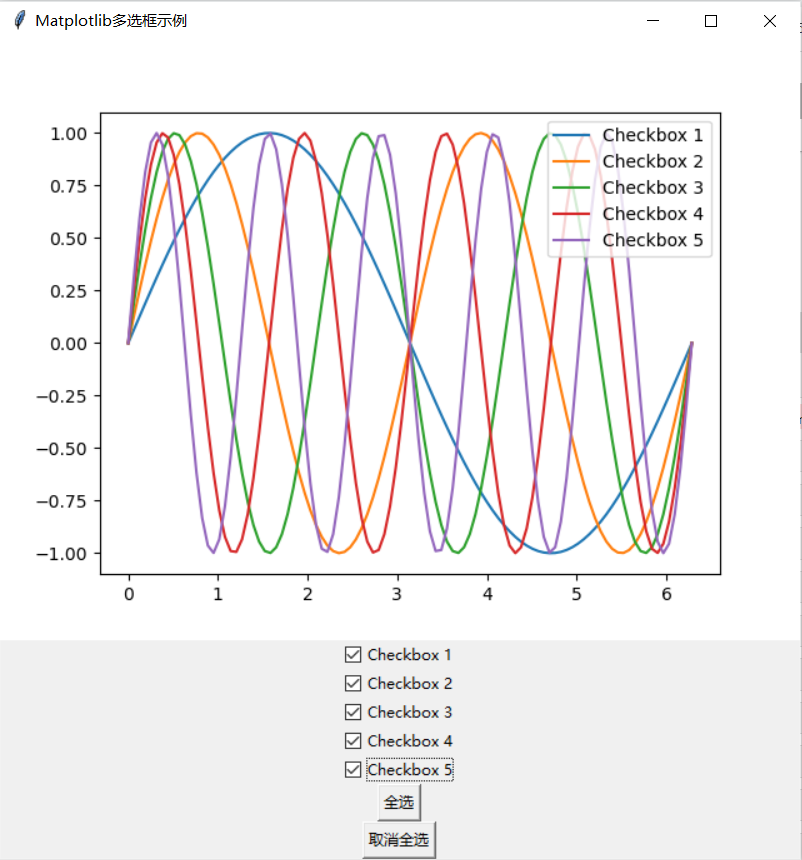 Matplotlib多选框示例
Checkbox 1
Checkbox 2
Checkbox 3
Checkbox 4
Checkbox 5
1.00
0.75
0.50
0.25
0.00
−0.25
−0.50
−0.75
−1.00
0 1 2 3 4 5 6
Checkbox 1
Checkbox 2
Checkbox 3
Checkbox 4
Checkbox 5
全选
取消全选